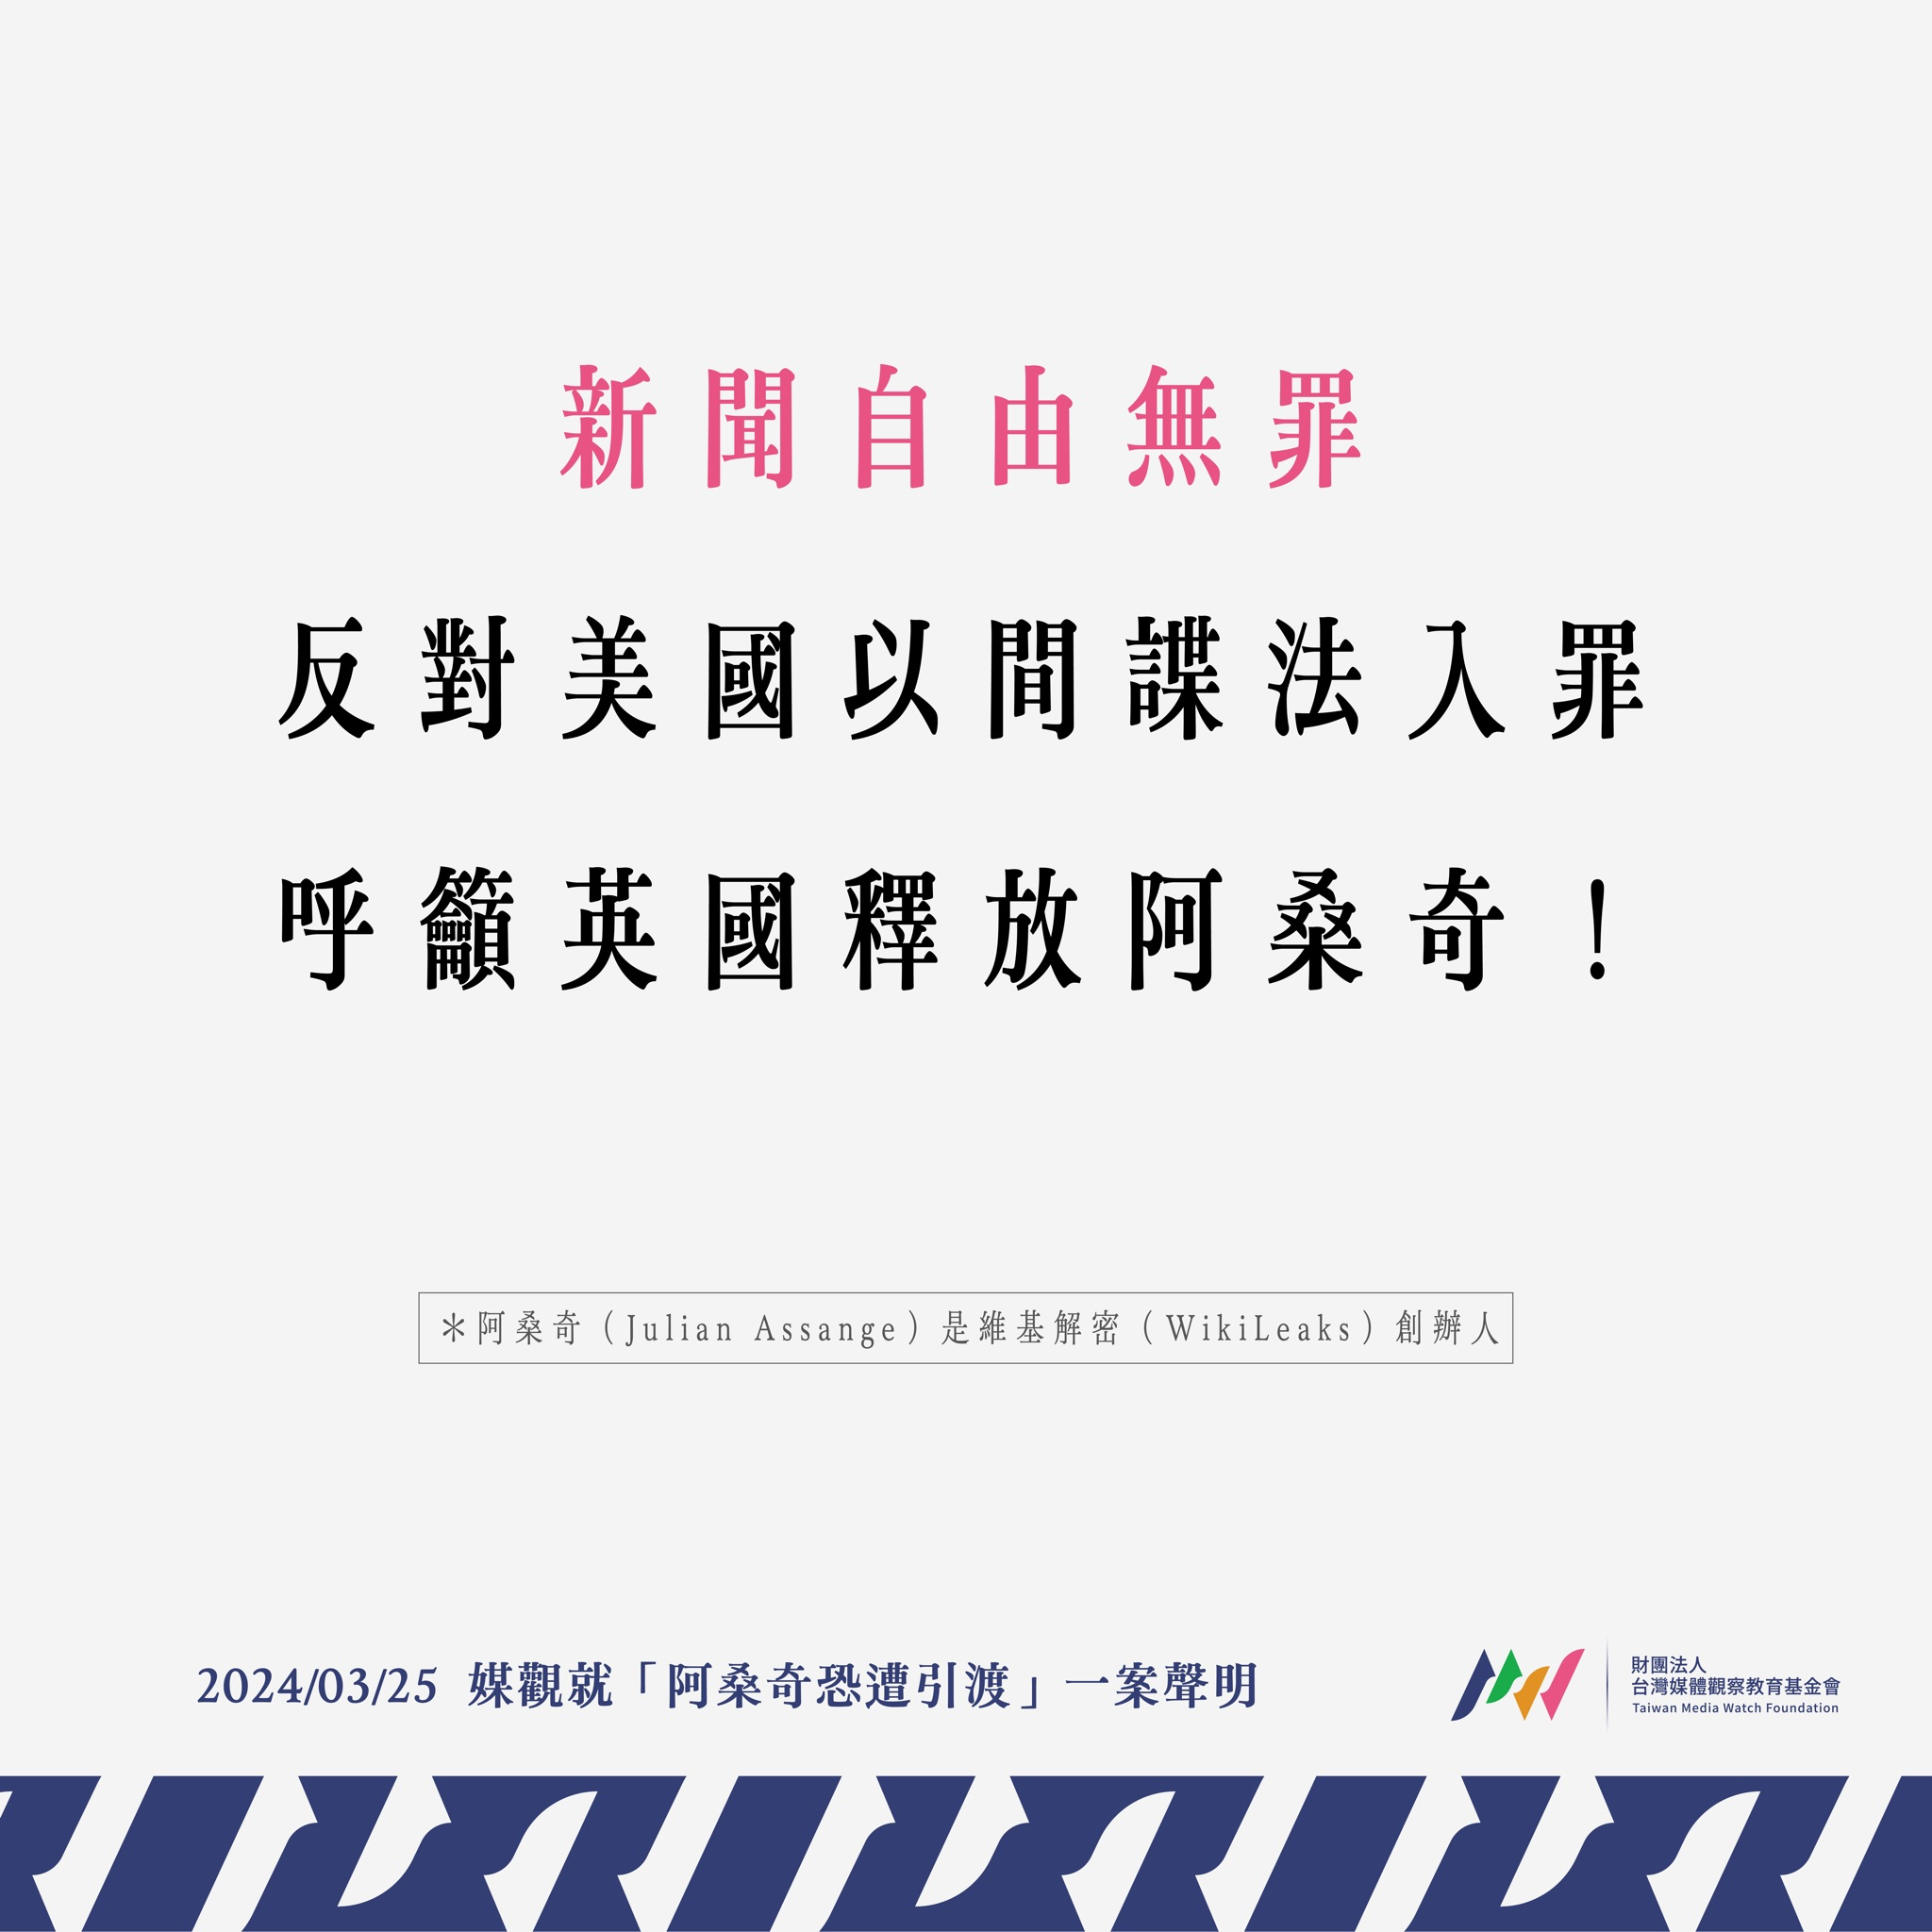 新聞自由無罪
反對美國以間諜法人罪
呼籲英國釋放阿桑奇！
＊阿桑奇（Julian Assange）是維基解密（WikiLeaks）創辦人
2024/03/25 媒觀就「阿桑奇恐遭引渡」一案聲明
財團法人
台灣媒體觀察教育基金會
Taiwan Media Watch Foundation